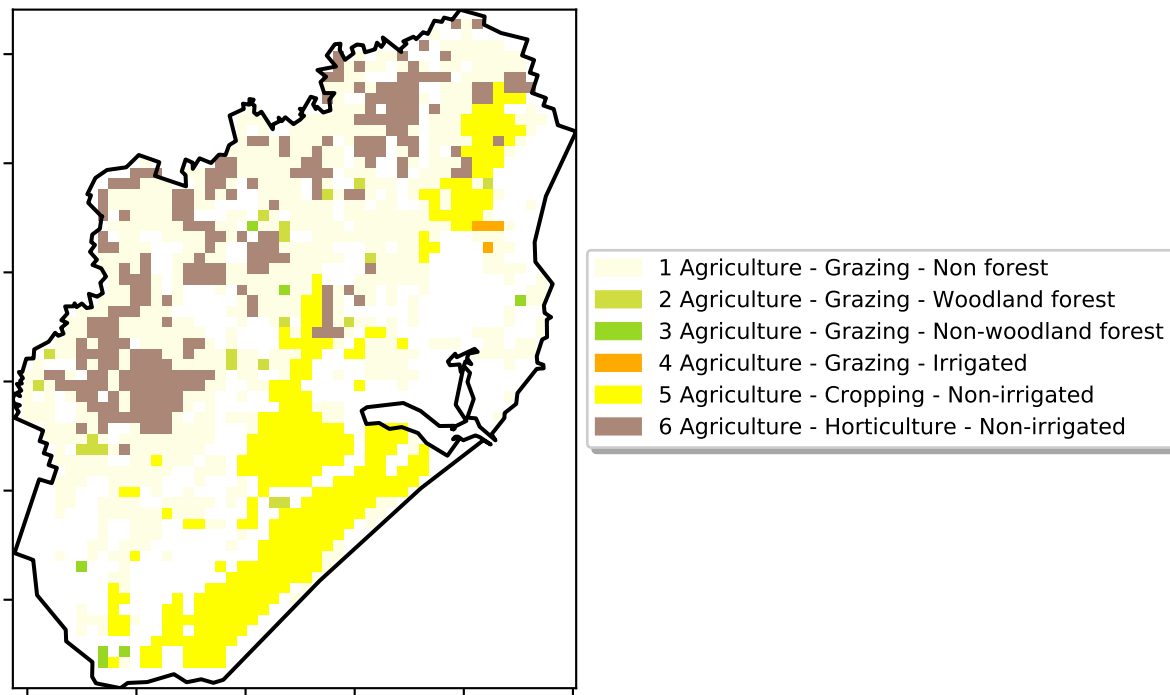 1 Agriculture - Grazing - Non forest
2 Agriculture - Grazing - Woodland forest
3 Agriculture - Grazing - Non-woodland forest
4 Agriculture - Grazing - Irrigated
5 Agriculture - Cropping - Non-irrigated
6 Agriculture - Horticulture - Non-irrigated